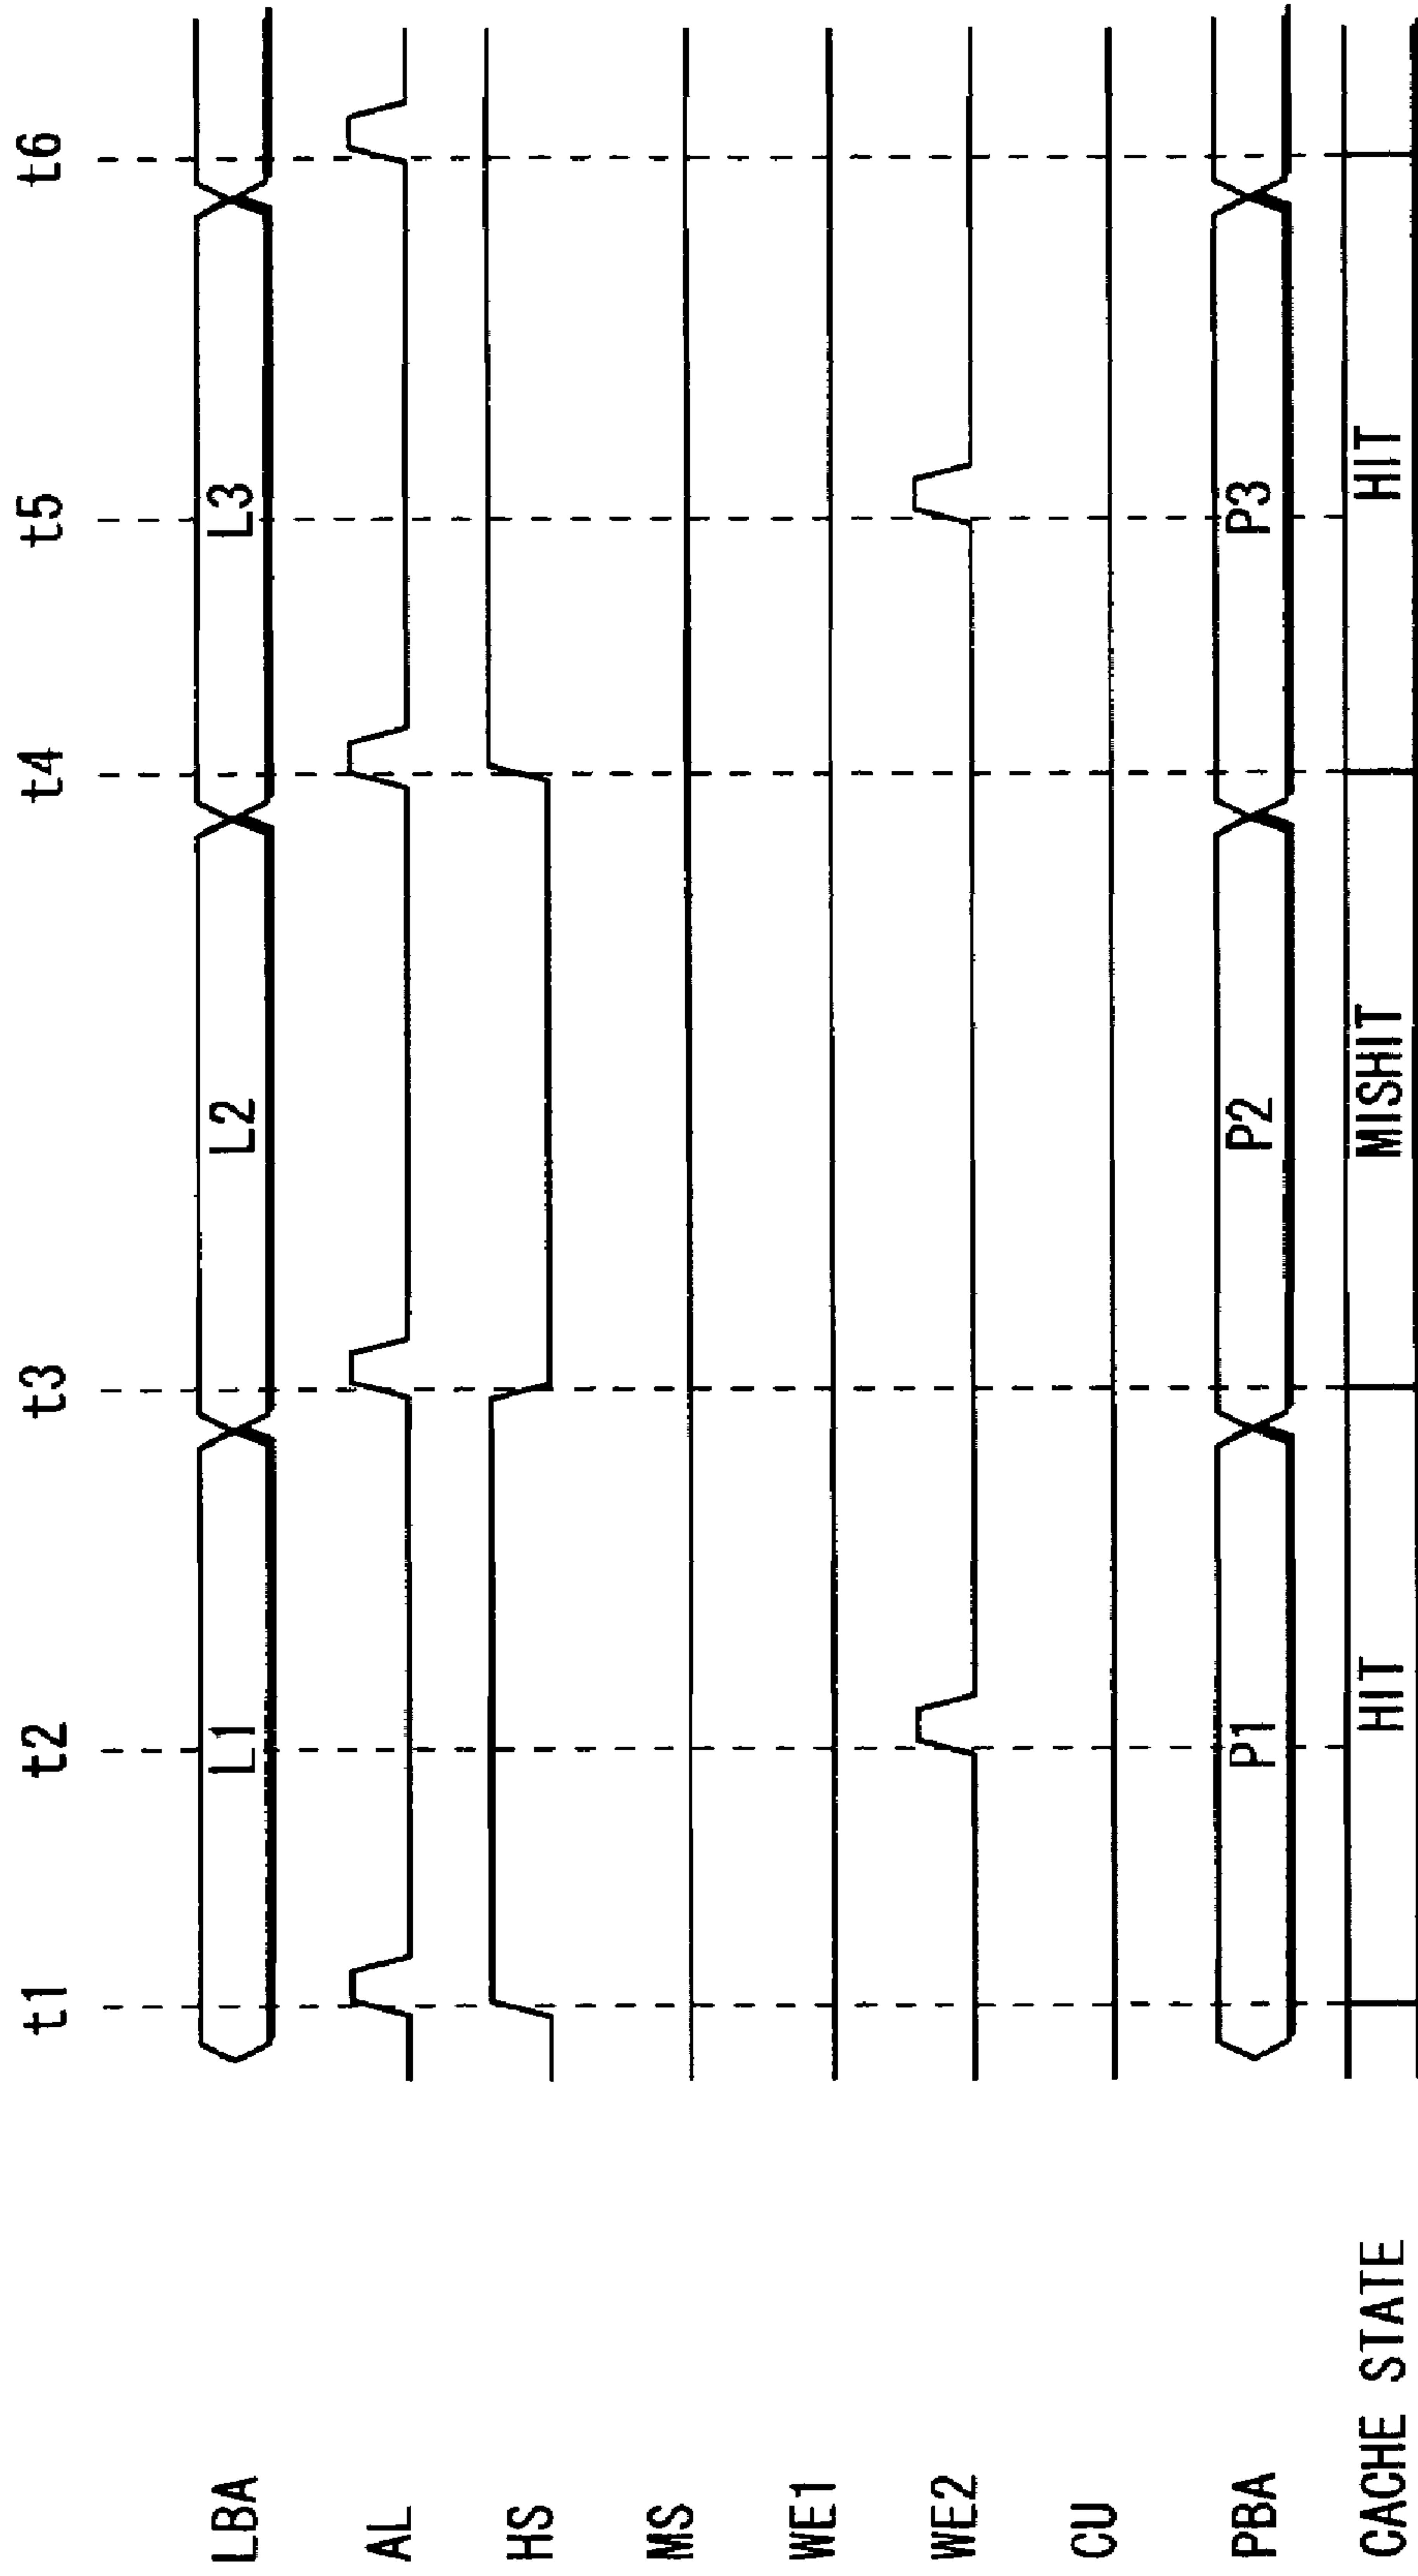 t1 t2 t3 t4 t5 t6
LBA L1 L2 L3
AL
HS
MS
WE1
WE2
CU
PBA P1 P2 P3
CACHE STATE HIT MISHIT HIT